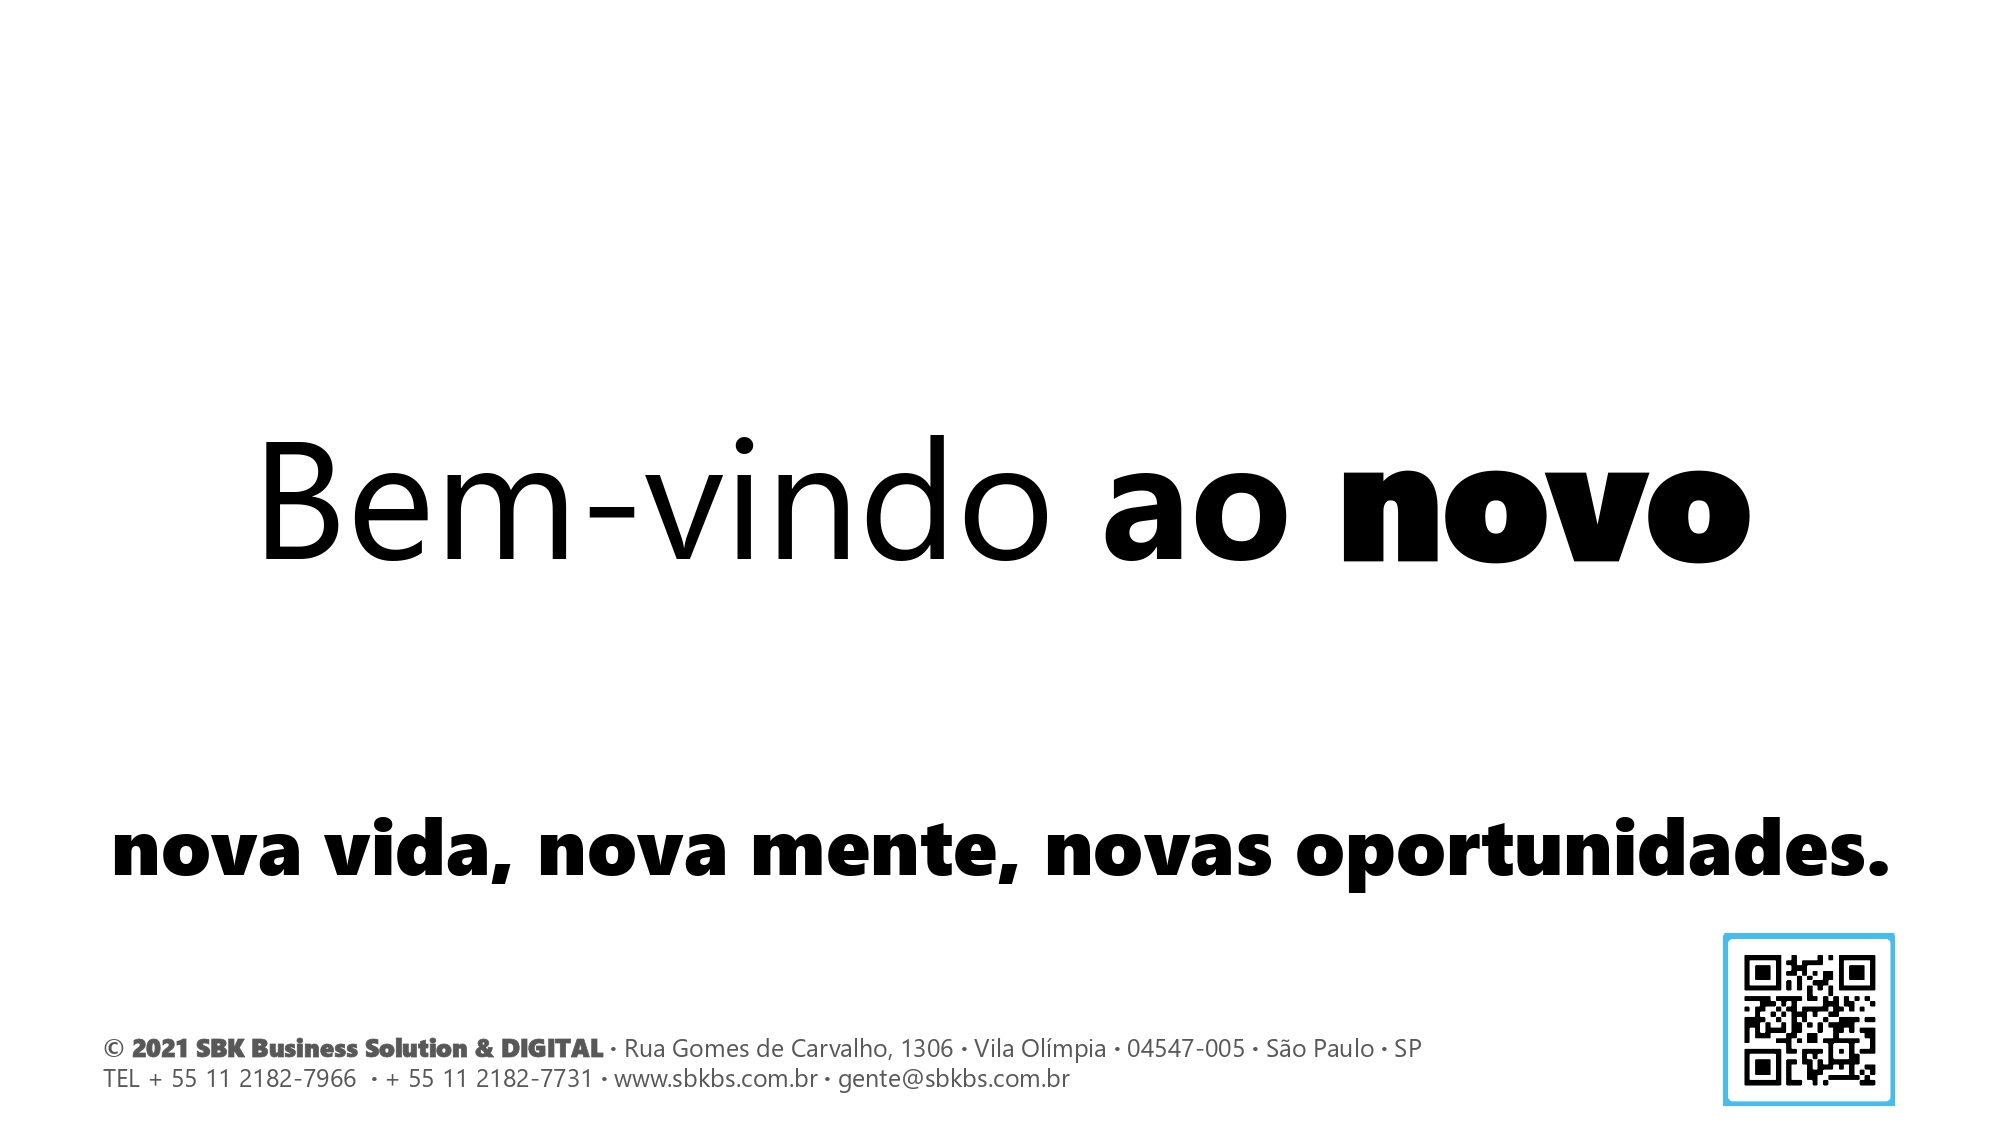 Bem-vindo ao novo
nova vida, nova mente, novas oportunidades.
© 2021 SBK Business Solution & DIGITAL · Rua Gomes de Carvalho, 1306 · Vila Olímpia · 04547-005 · São Paulo · SP
TEL + 55 11 2182-7966 · + 55 11 2182-7731 · www.sbkbs.com.br · gente@sbkbs.com.br